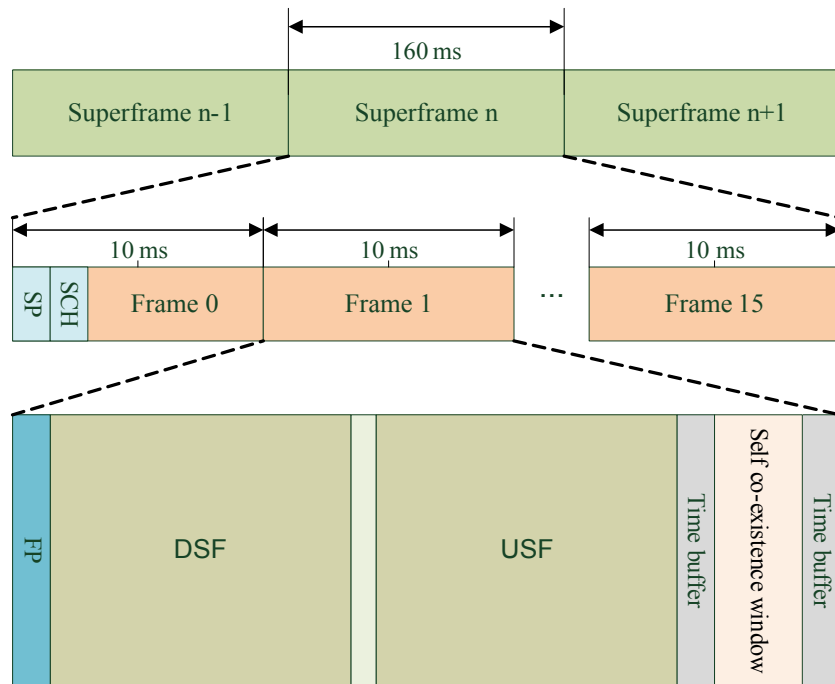 160 ms
Superframe n-1
Superframe n
Superframe n+1
10 ms
10 ms
10 ms
SP
SCH
Frame 0
Frame 1
...
Frame 15
FP
DSF
USF
Time buffer
Self co-existence window
Time buffer